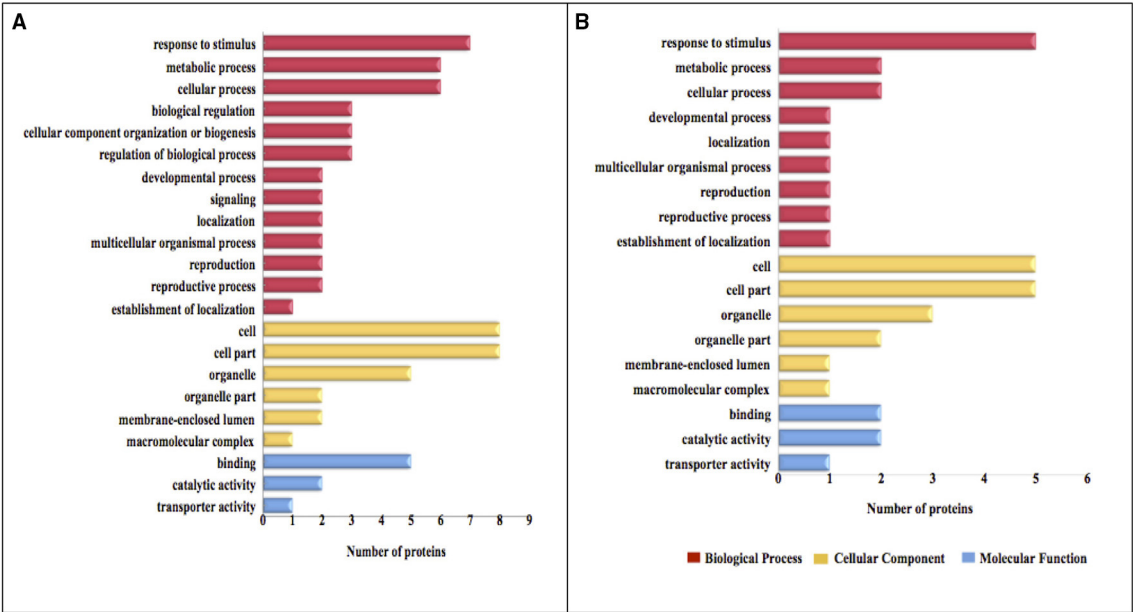 A
response to stimulus
metabolic process
cellular process
biological regulation
cellular component organization or biogenesis
regulation of biological process
developmental process
signaling
localization
multicellular organismal process
reproduction
reproductive process
establishment of localization
cell
cell part
organelle
organelle part
membrane-enclosed lumen
macromolecular complex
binding
catalytic activity
transporter activity
0 1 2 3 4 5 6 7 8 9
Number of proteins
B
response to stimulus
metabolic process
cellular process
developmental process
localization
multicellular organismal process
reproduction
reproductive process
establishment of localization
cell
cell part
organelle
organelle part
membrane-enclosed lumen
macromolecular complex
binding
catalytic activity
transporter activity
0 1 2 3 4 5 6
Number of proteins
Biological Process Cellular Component Molecular Function